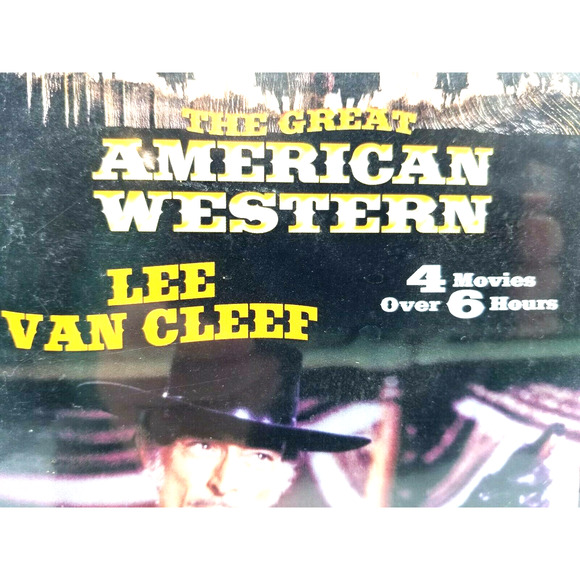 THE GREAT
AMERICAN
WESTERN
LEE
VAN CLEEF
4 Movies
Over 6 Hours